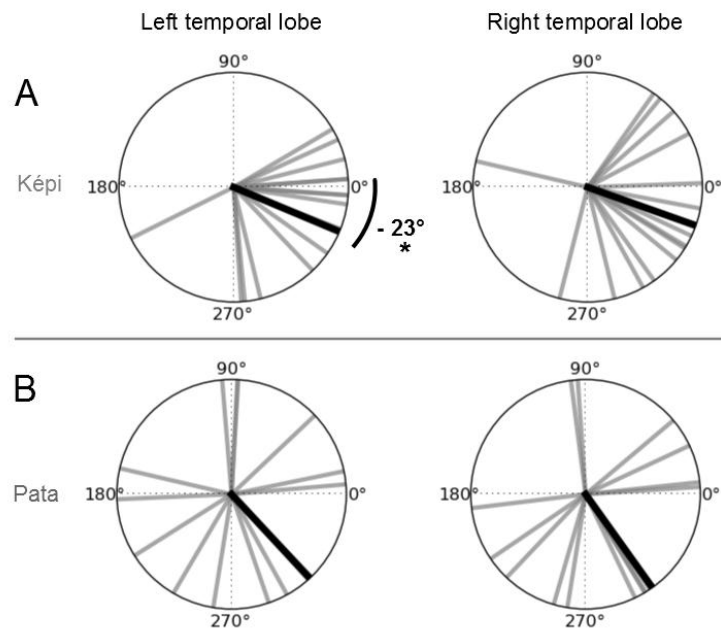 Left temporal lobe Right temporal lobe
A
90° 90°
Képi
180° 0° 180° 0°
- 23°
*
270° 270°
B
90° 90°
Pata
180° 0° 180° 0°
270° 270°